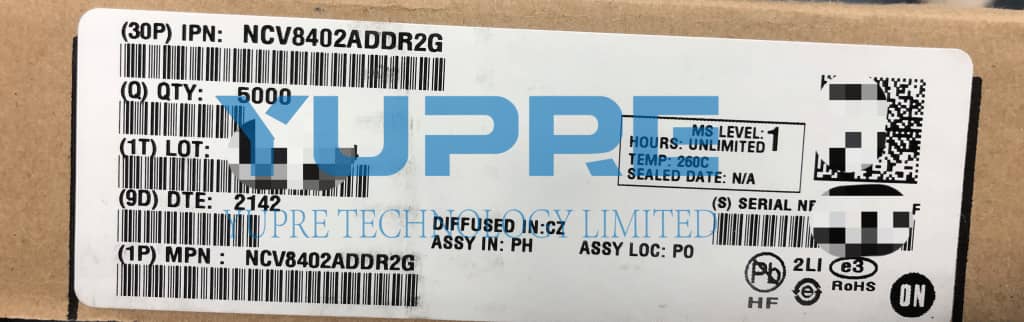 (30P) IPN: NCV8402ADDR2G
(Q) QTY: 5000
YUPRE
MS LEVEL: 1
HOURS: UNLIMITED
TEMP: 260C
SEALED DATE: N/A
(1T) LOT:
(9D) DTE: 2142
(S) SERIAL NR
F
YUPRE TECHNOLOGY LIMITED
DIFFUSED IN:CZ
ASSY IN: PH ASSY LOC: PO
(1P) MPN : NCV8402ADDR2G
Pb 2LI e3
HF e RoHS
ON